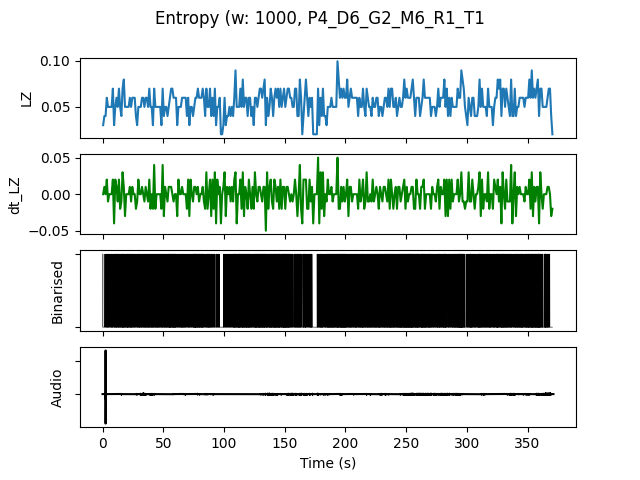 Entropy (w: 1000, P4_D6_G2_M6_R1_T1
0.10
0.05
LZ
0.05
0.00
−0.05
dt_LZ
Binarised
Audio
0 50 100 150 200 250 300 350
Time (s)